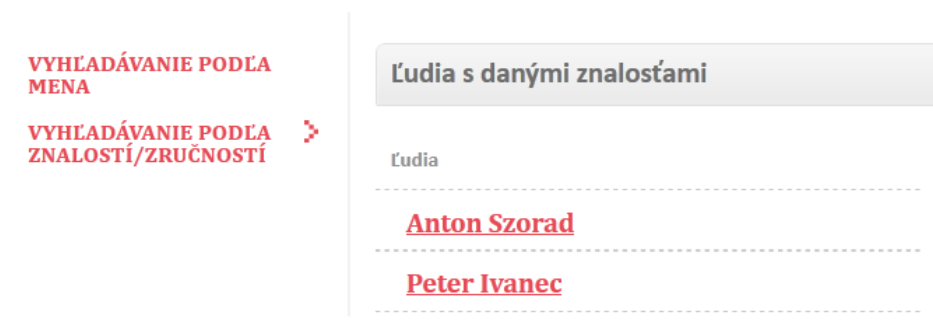 VYHĽADÁVANIE PODĽA
MENA
VYHĽADÁVANIE PODĽA
ZNALOSTÍ/ZRUČNOSTÍ
Ľudia s danými znalosťami
Ľudia
Anton Szorad
Peter Ivanec